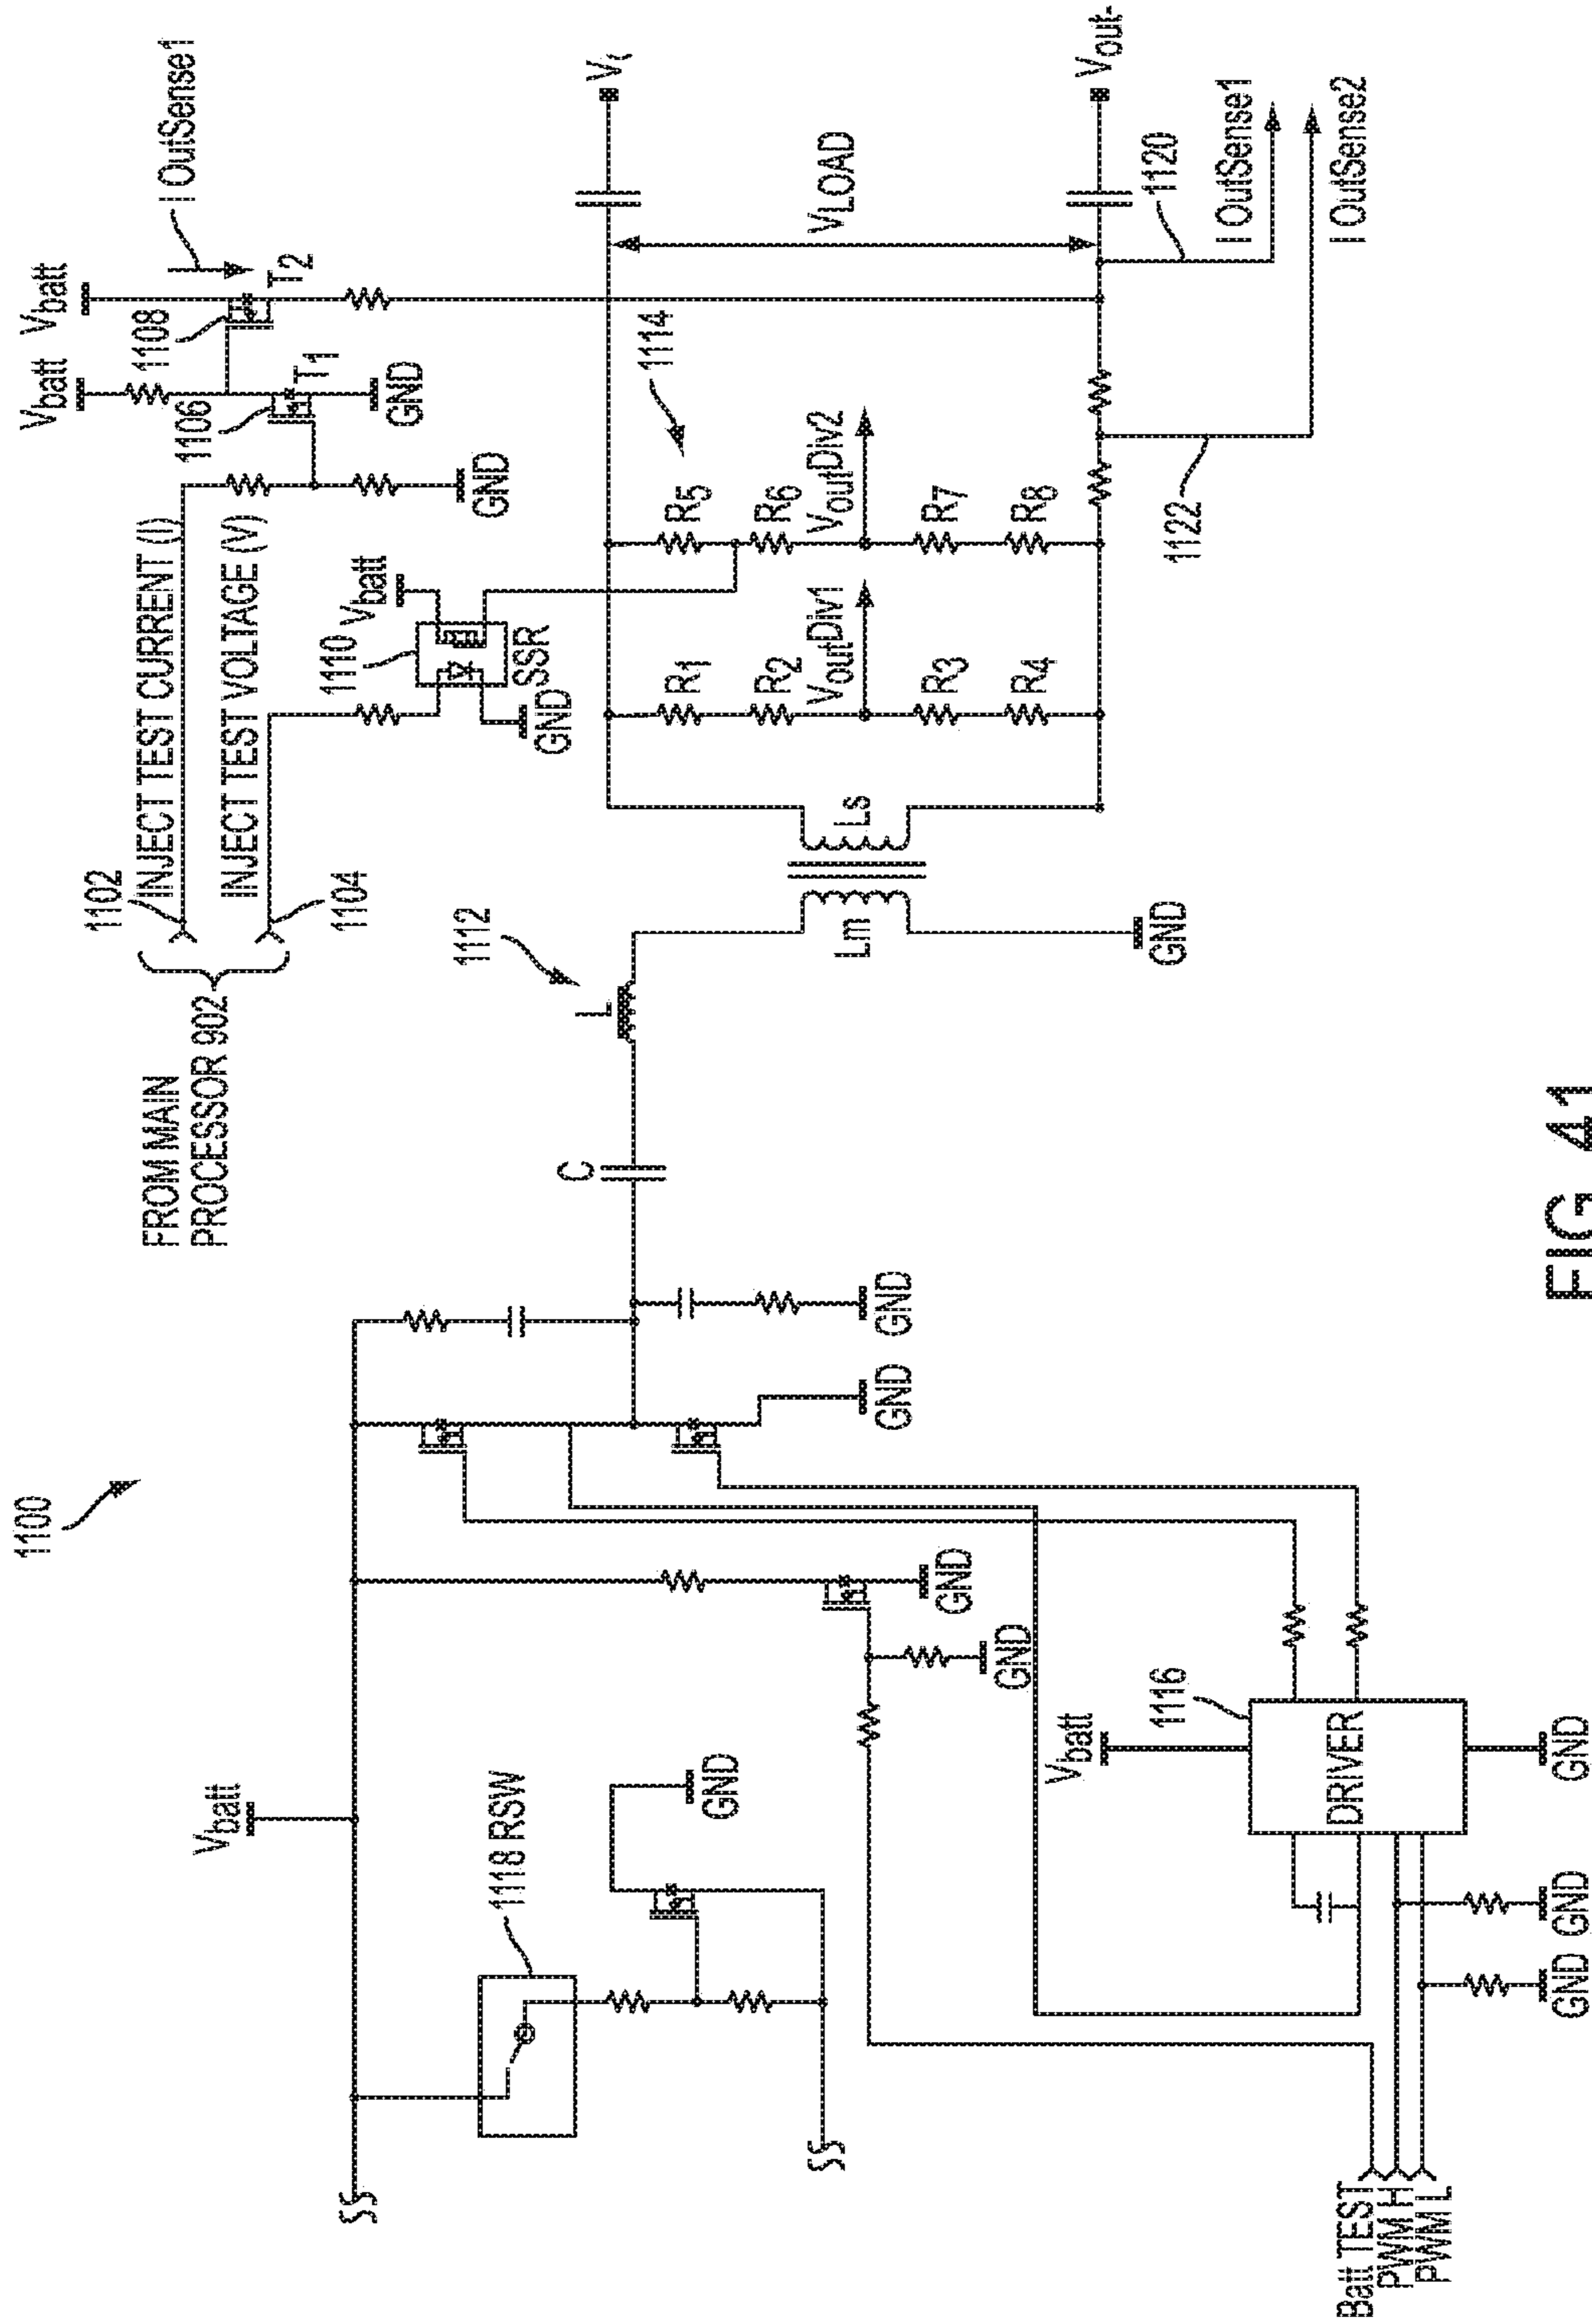 1100
Vbatt
1118 RSW
GND
GND
GND
Vbatt
1116
DRIVER
GND
GND
GND
Batt TEST
PWM H
PWM L
GND
GND
C
L
1112
Lm
Ls
GND
FROM MAIN
PROCESSOR 902
1102
INJECT TEST CURRENT (I)
INJECT TEST VOLTAGE (V)
1104
1110
Vbatt
SSR
GND
GND
Vbatt
Vbatt
1106
1108
T1
T2
GND
I OutSense1
R1
R2
VoutDiv1
R3
R4
R5
R6
VoutDiv2
R7
R8
1114
VLOAD
Vout-
1120
1122
I OutSense1
I OutSense2
FIG. 41